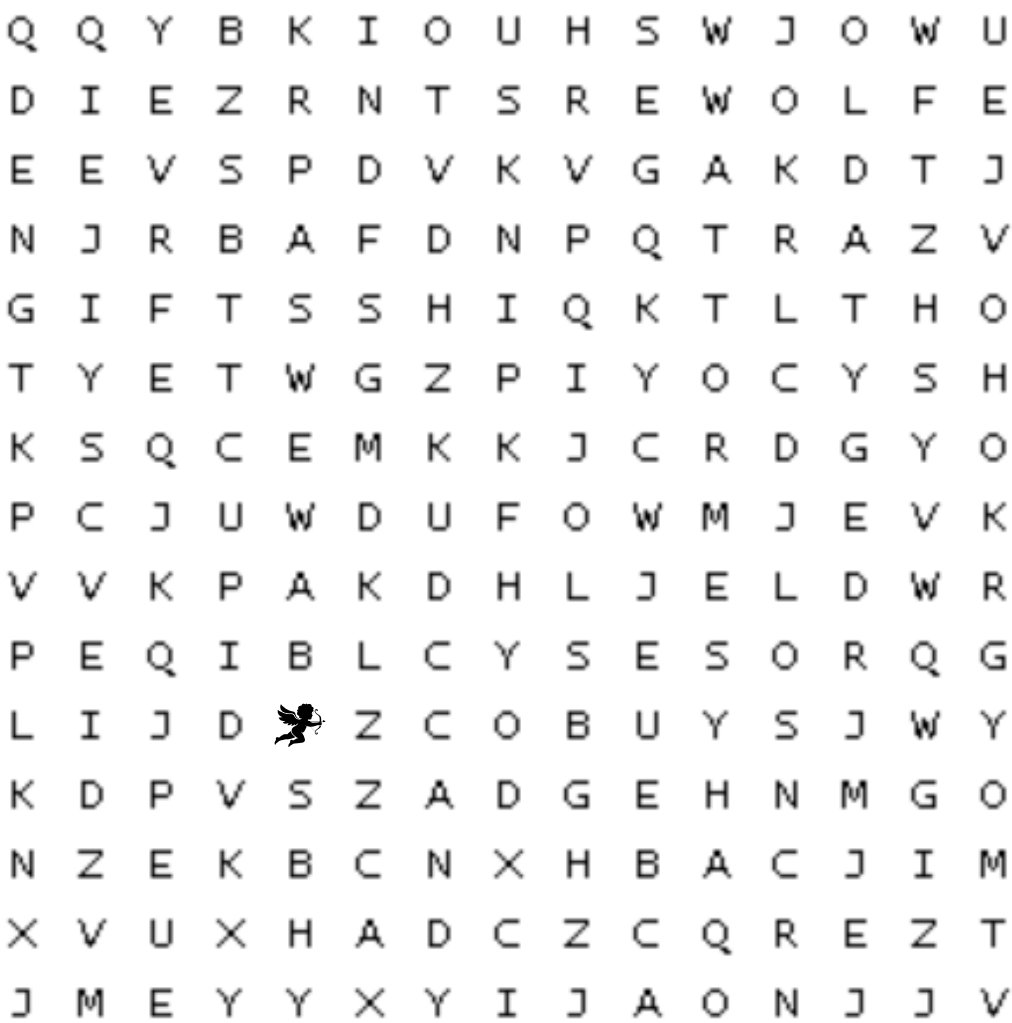 Q Q Y B K I O U H S W J O W U
D I E Z R N T S R E W O L F E
E E V S P D V K V G A K D T J
N J R B A F D N P Q T R A Z V
G I F T S S H I Q K T L T H O
T Y E T W G Z P I Y O C Y S H
K S Q C E M K K J C R D G Y O
P C J U W D U F O W M J E V K
V V K P A K D H L J E L D W R
P E Q I B L C Y S E S O R Q G
L I J D Z C O B U Y S J W Y
K D P V S Z A D G E H N M G O
N Z E K B C N X H B A C J I M
X V U X H A D C Z C Q R E Z T
J M E Y Y X Y I J A O N J J V